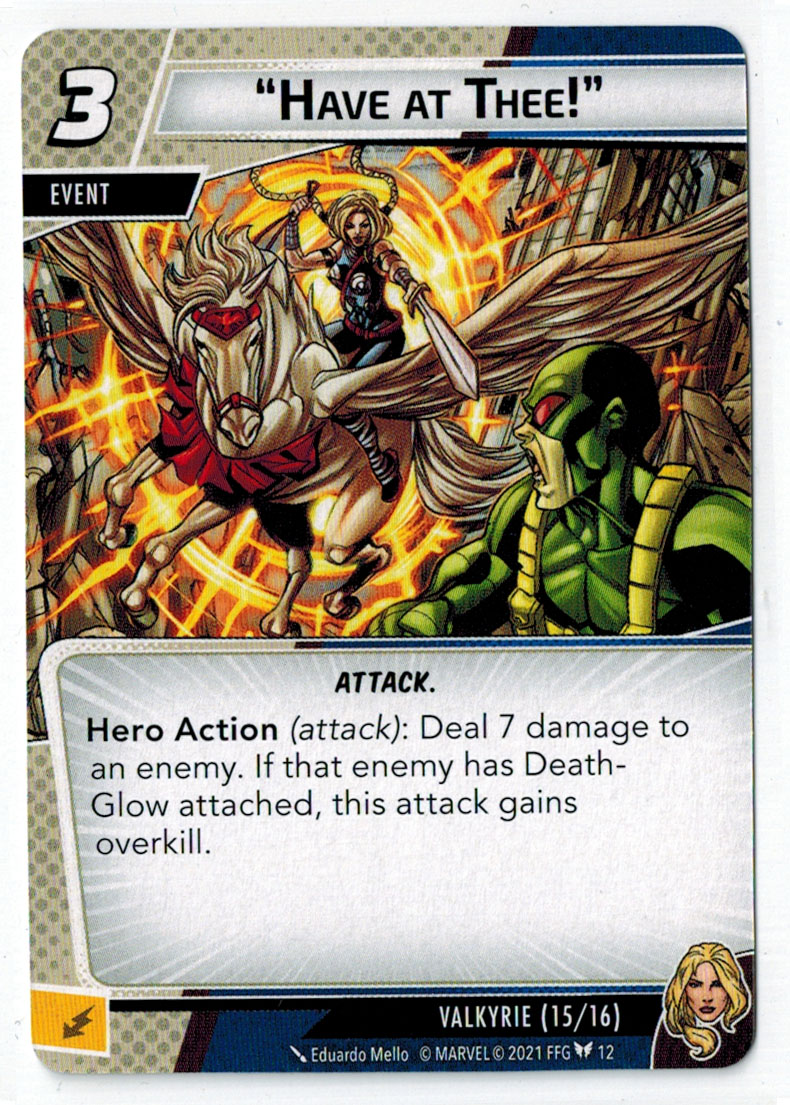 3
“HAVE AT THEE!”
EVENT
ATTACK.
Hero Action (attack): Deal 7 damage to
an enemy. If that enemy has Death-
Glow attached, this attack gains
overkill.
VALKYRIE (15/16)
Eduardo Mello © MARVEL © 2021 FFG 12